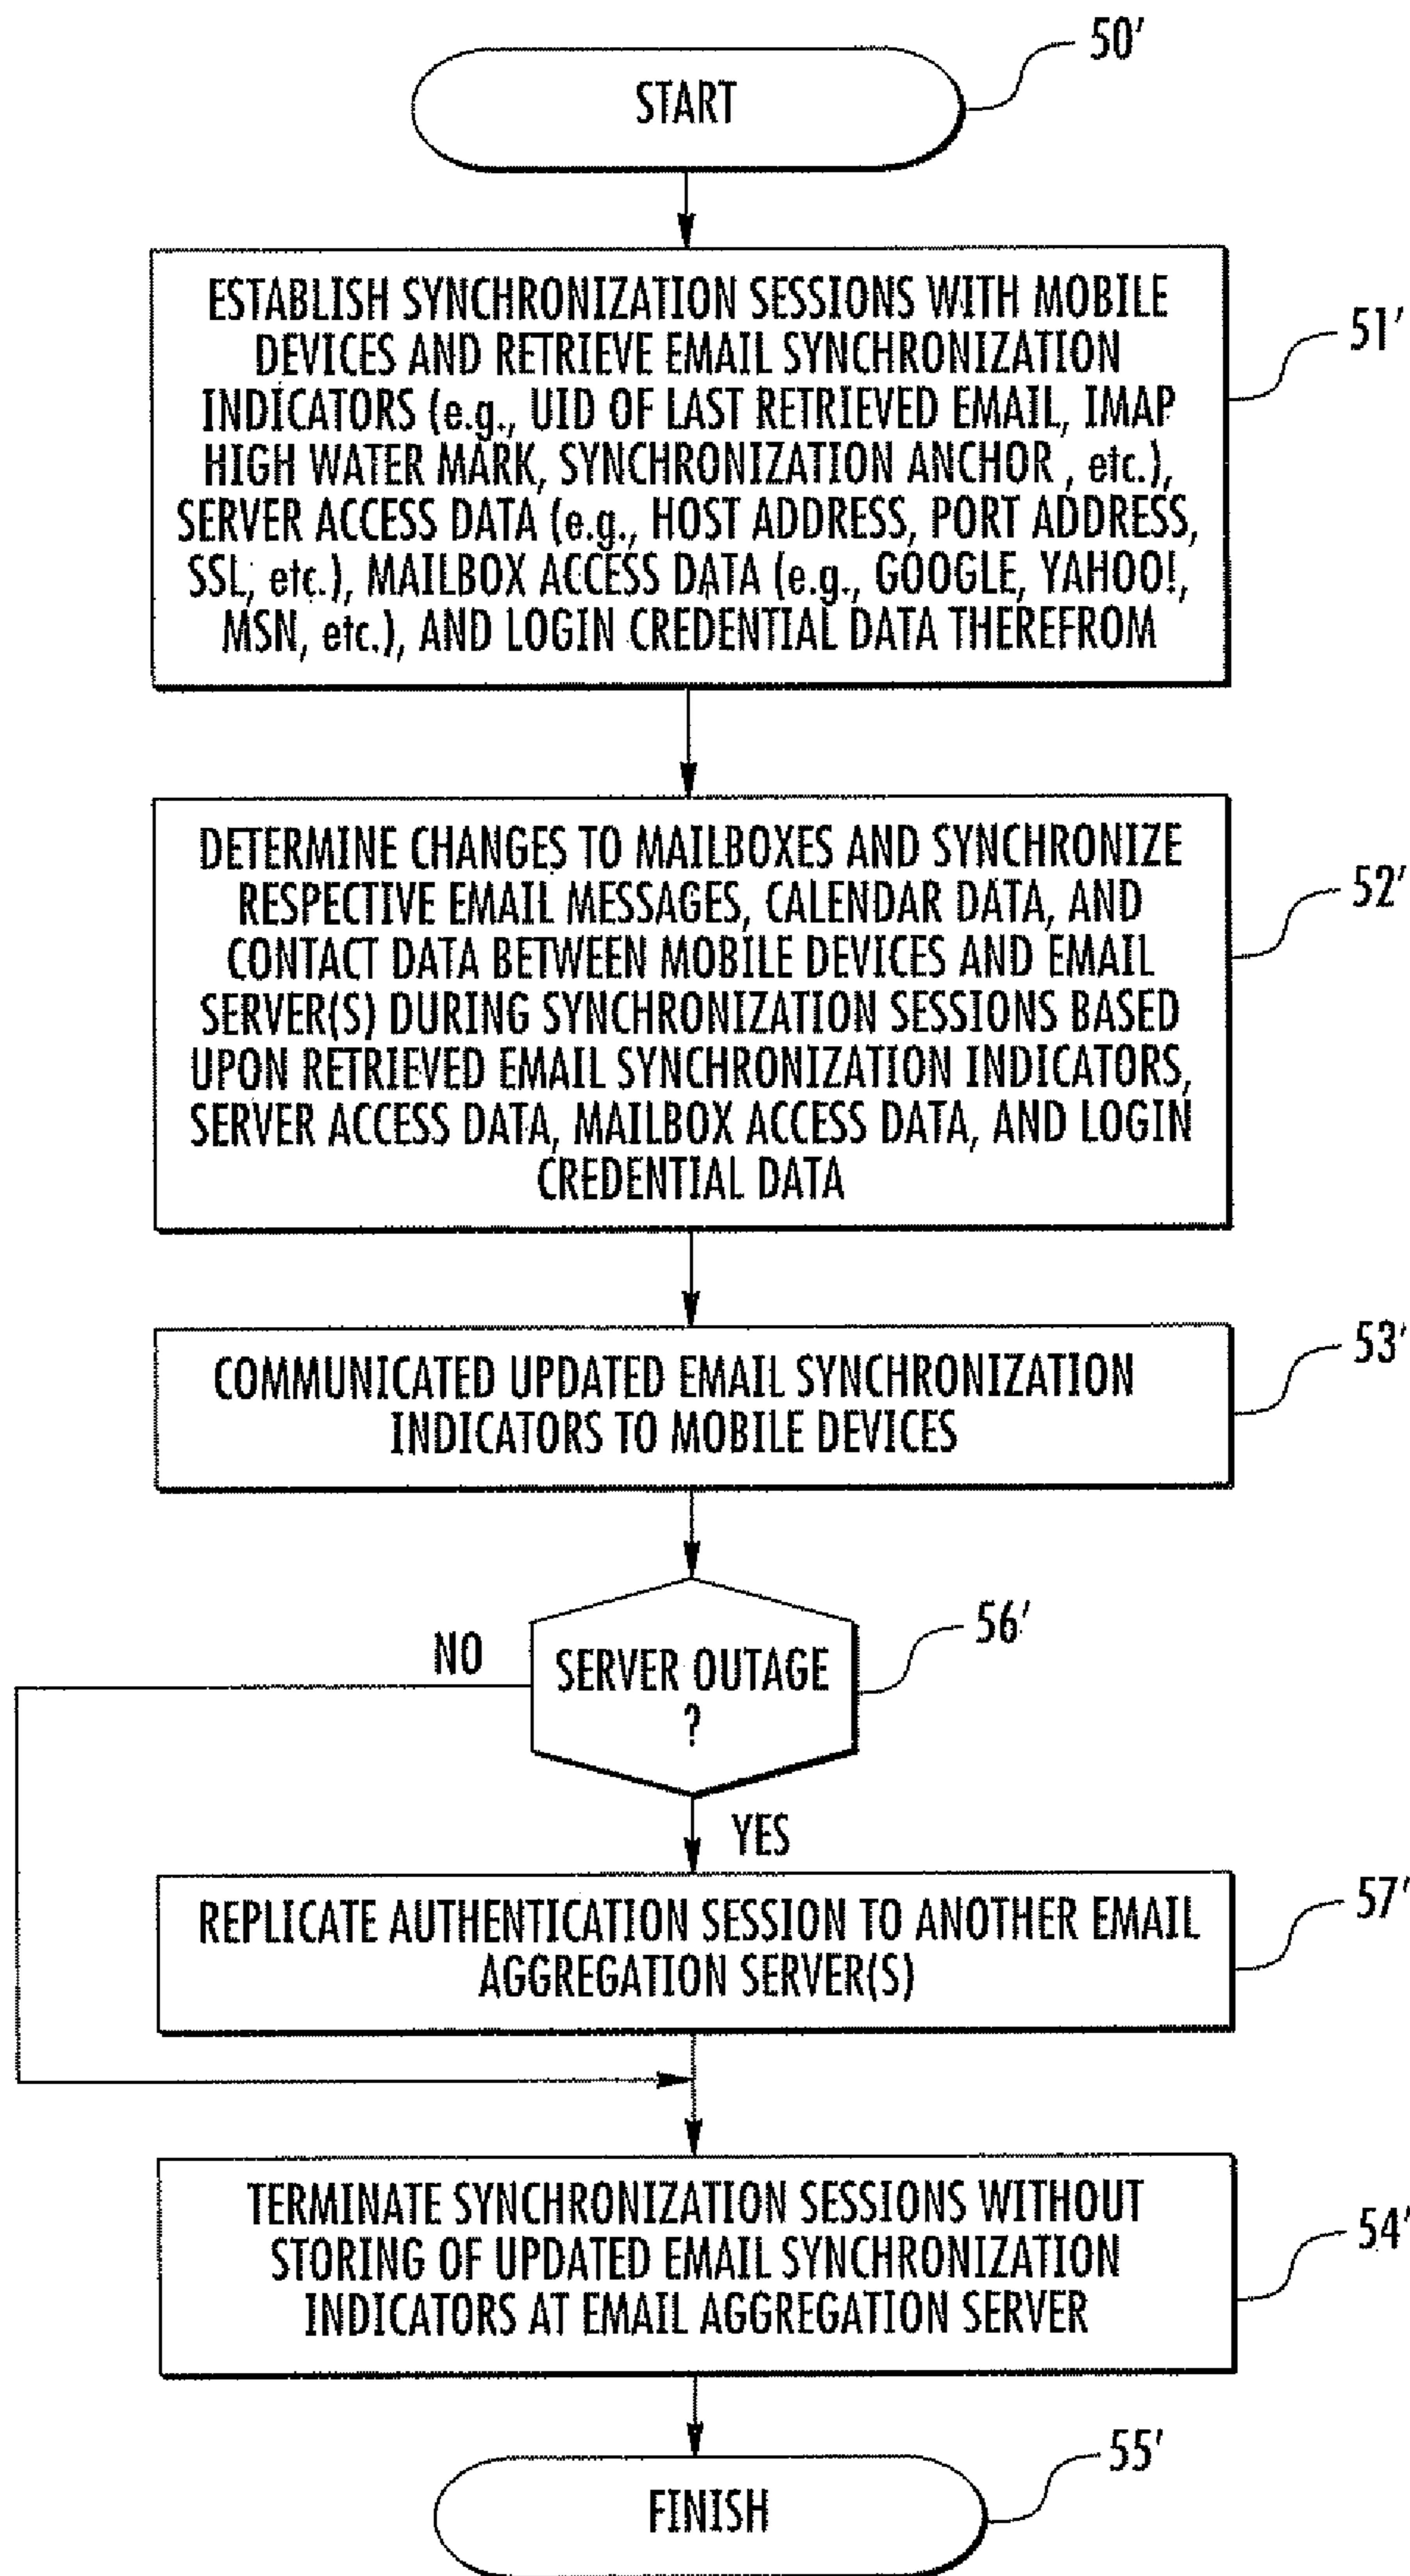 50'
START
51'
ESTABLISH SYNCHRONIZATION SESSIONS WITH MOBILE
DEVICES AND RETRIEVE EMAIL SYNCHRONIZATION
INDICATORS (e.g., UID OF LAST RETRIEVED EMAIL, IMAP
HIGH WATER MARK, SYNCHRONIZATION ANCHOR , etc.),
SERVER ACCESS DATA (e.g., HOST ADDRESS, PORT ADDRESS,
SSL, etc.), MAILBOX ACCESS DATA (e.g., GOOGLE, YAHOO!,
MSN, etc.), AND LOGIN CREDENTIAL DATA THEREFROM
52'
DETERMINE CHANGES TO MAILBOXES AND SYNCHRONIZE
RESPECTIVE EMAIL MESSAGES, CALENDAR DATA, AND
CONTACT DATA BETWEEN MOBILE DEVICES AND EMAIL
SERVER(S) DURING SYNCHRONIZATION SESSIONS BASED
UPON RETRIEVED EMAIL SYNCHRONIZATION INDICATORS,
SERVER ACCESS DATA, MAILBOX ACCESS DATA, AND LOGIN
CREDENTIAL DATA
53'
COMMUNICATED UPDATED EMAIL SYNCHRONIZATION
INDICATORS TO MOBILE DEVICES
56'
NO
SERVER OUTAGE
?
YES
57'
REPLICATE AUTHENTICATION SESSION TO ANOTHER EMAIL
AGGREGATION SERVER(S)
54'
TERMINATE SYNCHRONIZATION SESSIONS WITHOUT
STORING OF UPDATED EMAIL SYNCHRONIZATION
INDICATORS AT EMAIL AGGREGATION SERVER
55'
FINISH